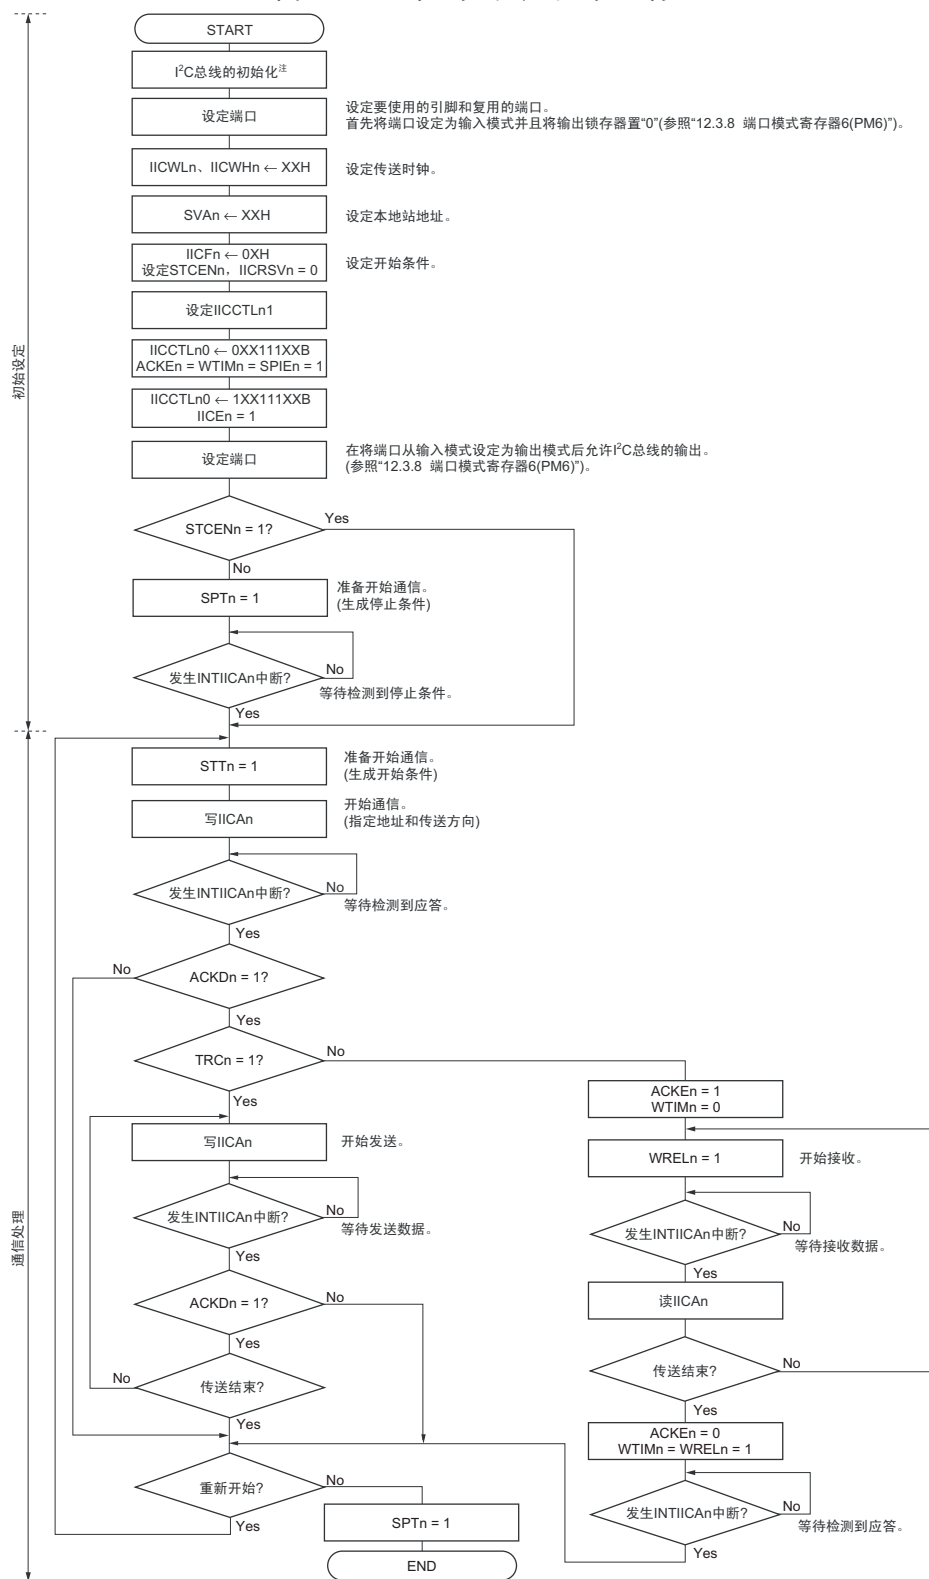 START
I²C总线的初始化注
设定端口
设定要使用的引脚和复用的端口。
首先将端口设定为输入模式并且将输出锁存器置“0”(参照“12.3.8 端口模式寄存器6(PM6)”)。
IICWLn、IICWHn ← XXH
设定传送时钟。
SVAn ← XXH
设定本地站地址。
IICFn ← 0XH
设定STCENn，IICRSVn = 0
设定开始条件。
设定IICCTLn1
初始设定
IICCTLn0 ← 0XX111XXB
ACKEn = WTIMn = SPIEn = 1
IICCTLn0 ← 1XX111XXB
IICEn = 1
设定端口
在将端口从输入模式设定为输出模式后允许I²C总线的输出。
(参照“12.3.8 端口模式寄存器6(PM6)”)。
STCENn = 1?
Yes
No
SPTn = 1
准备开始通信。
(生成停止条件)
发生INTIICAn中断?
No
等待检测到停止条件。
Yes
STTn = 1
准备开始通信。
(生成开始条件)
写IICAn
开始通信。
(指定地址和传送方向)
发生INTIICAn中断?
No
等待检测到应答。
Yes
No
ACKDn = 1?
Yes
TRCn = 1?
No
Yes
ACKEn = 1
WTIMn = 0
写IICAn
开始发送。
WRELn = 1
开始接收。
通信处理
发生INTIICAn中断?
No
等待发送数据。
Yes
发生INTIICAn中断?
No
等待接收数据。
Yes
ACKDn = 1?
No
Yes
读IICAn
No
传送结束?
Yes
传送结束?
No
Yes
ACKEn = 0
WTIMn = WRELn = 1
重新开始?
No
Yes
发生INTIICAn中断?
No
等待检测到应答。
Yes
SPTn = 1
END